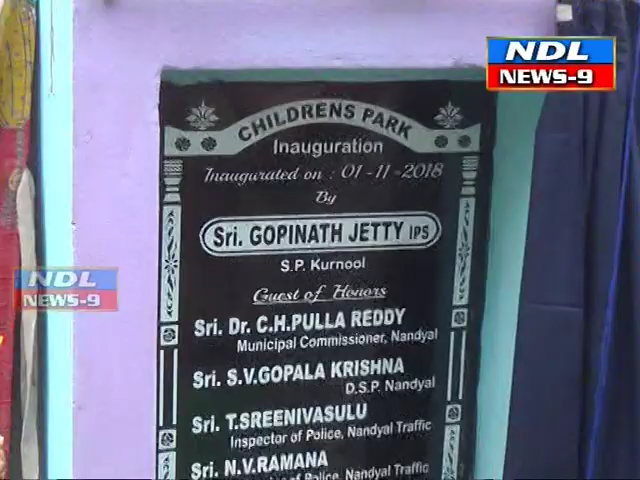 NDL
NEWS-9
CHILDRENS PARK
Inauguration
Inaugurated on : 01-11-2018
By
Sri. GOPINATH JETTY IPS
S.P. Kurnool
Guest of Honors
NDL
NEWS-9
Sri. Dr. C.H.PULLA REDDY
Municipal Commissioner, Nandyal
Sri. S.V.GOPALA KRISHNA
D.S.P. Nandyal
Sri. T.SREENIVASULU
Inspector of Police, Nandyal Traffic
Sri. N.V.RAMANA
of Police, Nandyal Traffic